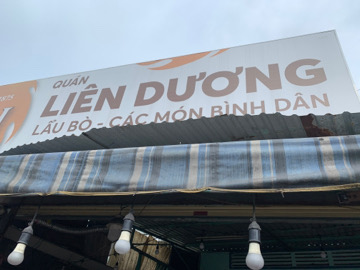 QUÁN
LIÊN DƯƠNG
LẨU BÒ - CÁC MÓN BÌNH DÂN